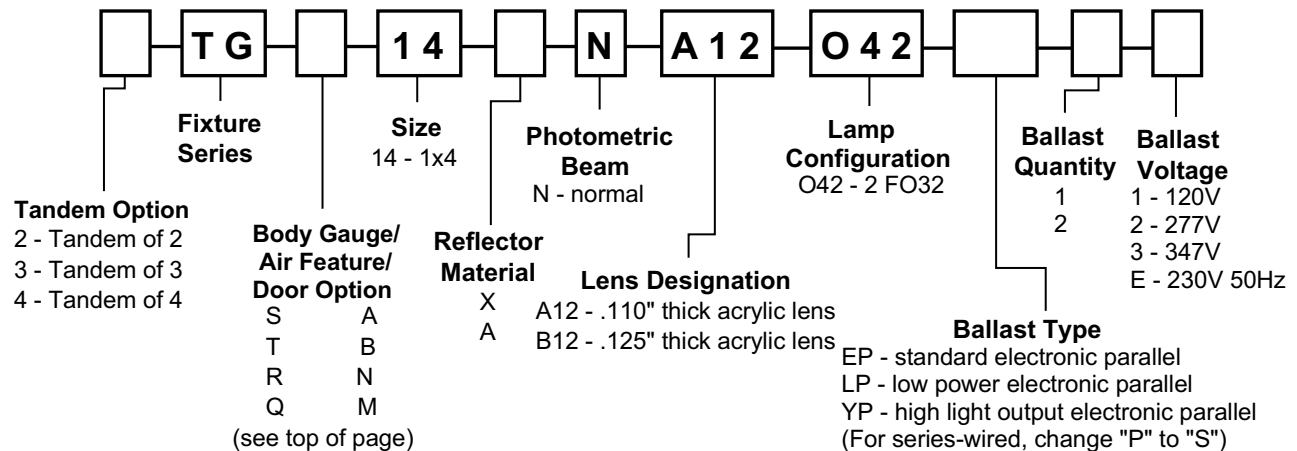 T G 1 4 N A 1 2 O 4 2
Fixture
Series
Size
14 - 1x4
Photometric
Beam
N - normal
Lamp
Configuration
O42 - 2 FO32
Ballast
Quantity
1
2
Ballast
Voltage
1 - 120V
2 - 277V
3 - 347V
E - 230V 50Hz
Tandem Option
2 - Tandem of 2
3 - Tandem of 3
4 - Tandem of 4
Body Gauge/
Air Feature/
Door Option
S A
T B
R N
Q M
(see top of page)
Reflector
Material
X
A
Lens Designation
A12 - .110" thick acrylic lens
B12 - .125" thick acrylic lens
Ballast Type
EP - standard electronic parallel
LP - low power electronic parallel
YP - high light output electronic parallel
(For series-wired, change "P" to "S")